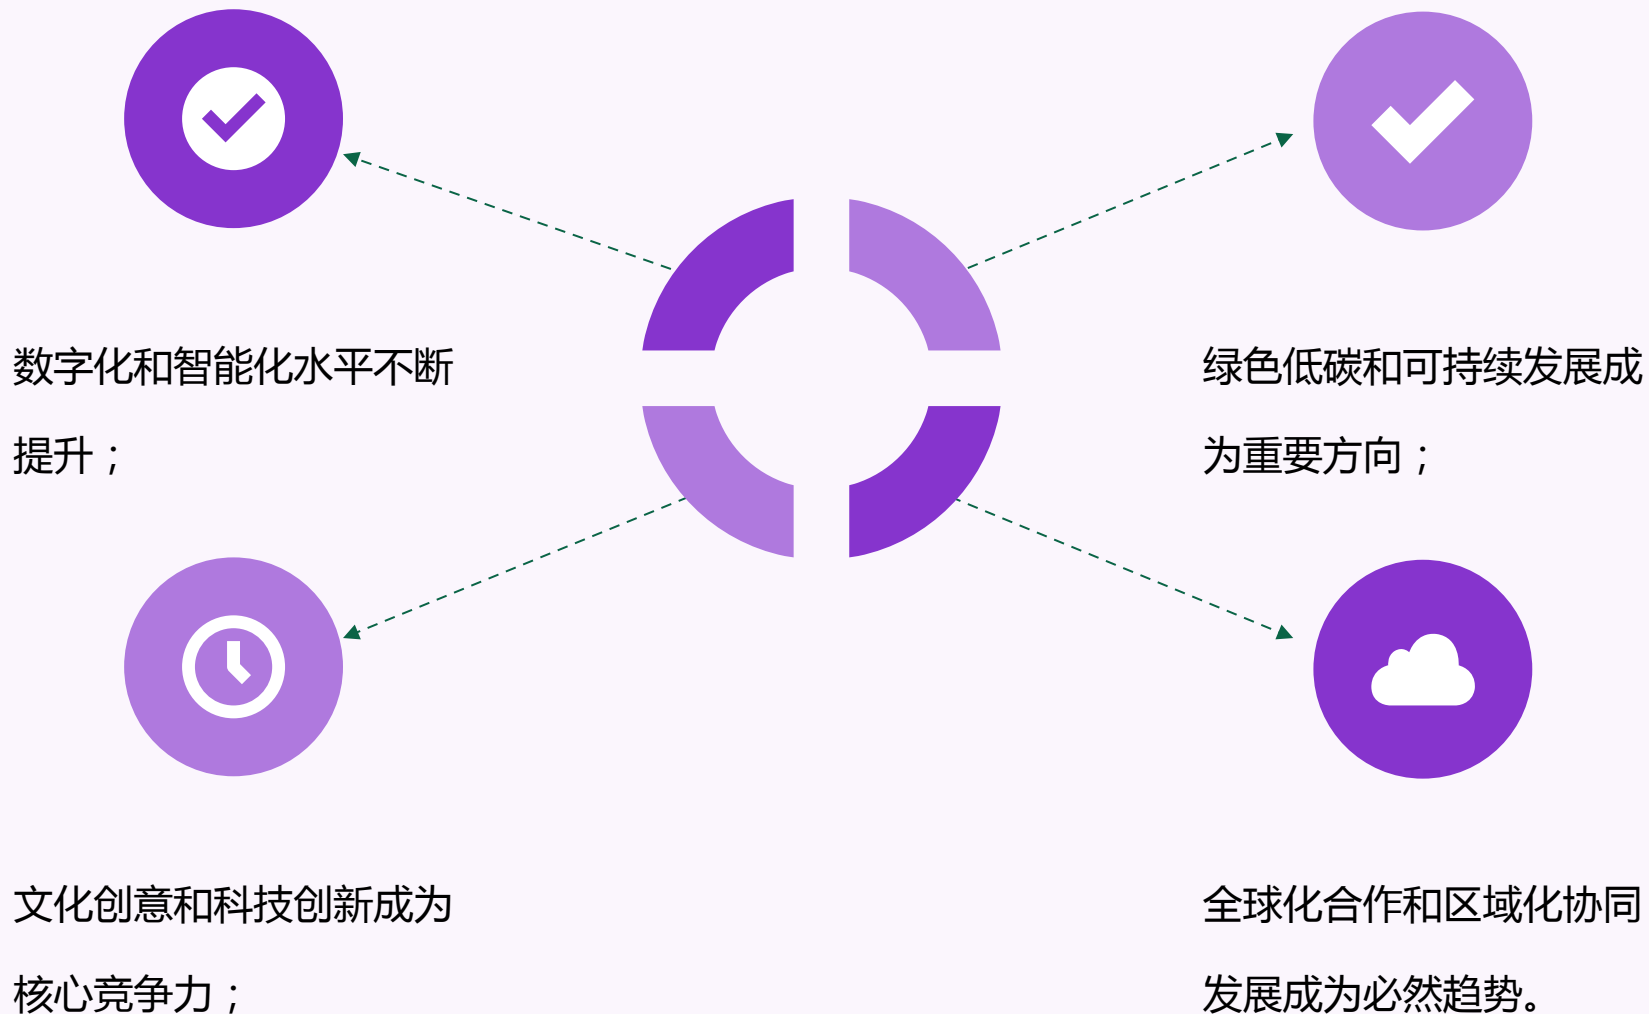 数字化和智能化水平不断
提升；
绿色低碳和可持续发展成
为重要方向；
文化创意和科技创新成为
核心竞争力；
全球化合作和区域化协同
发展成为必然趋势。